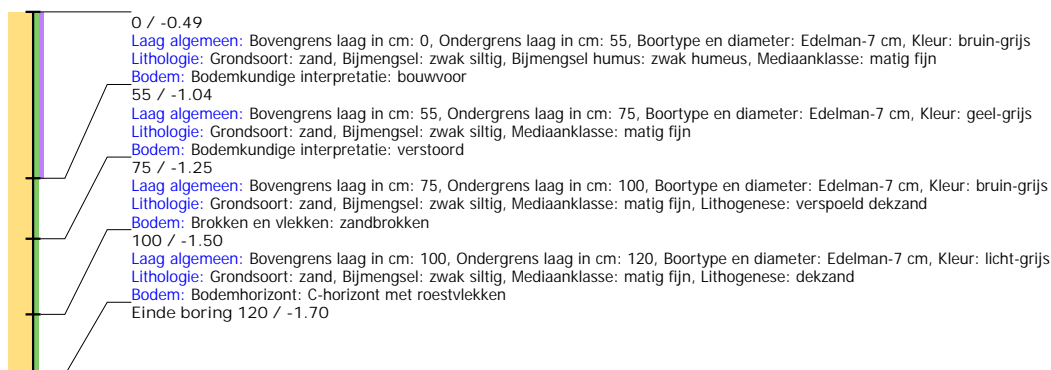 0 / -0.49
Laag algemeen: Bovengrens laag in cm: 0, Ondergrens laag in cm: 55, Boortype en diameter: Edelman-7 cm, Kleur: bruin-grijs
Lithologie: Grondsoort: zand, Bijmengsel: zwak siltig, Bijmengsel humus: zwak humeus, Mediaanklasse: matig fijn
Bodem: Bodemkundige interpretatie: bouwvoor
55 / -1.04
Laag algemeen: Bovengrens laag in cm: 55, Ondergrens laag in cm: 75, Boortype en diameter: Edelman-7 cm, Kleur: geel-grijs
Lithologie: Grondsoort: zand, Bijmengsel: zwak siltig, Mediaanklasse: matig fijn
Bodem: Bodemkundige interpretatie: verstoord
75 / -1.25
Laag algemeen: Bovengrens laag in cm: 75, Ondergrens laag in cm: 100, Boortype en diameter: Edelman-7 cm, Kleur: bruin-grijs
Lithologie: Grondsoort: zand, Bijmengsel: zwak siltig, Mediaanklasse: matig fijn, Lithogenese: verspoeld dekzand
Bodem: Brokken en vlekken: zandbrokken
100 / -1.50
Laag algemeen: Bovengrens laag in cm: 100, Ondergrens laag in cm: 120, Boortype en diameter: Edelman-7 cm, Kleur: licht-grijs
Lithologie: Grondsoort: zand, Bijmengsel: zwak siltig, Mediaanklasse: matig fijn, Lithogenese: dekzand
Bodem: Bodemhorizont: C-horizont met roestvlekken
Einde boring 120 / -1.70